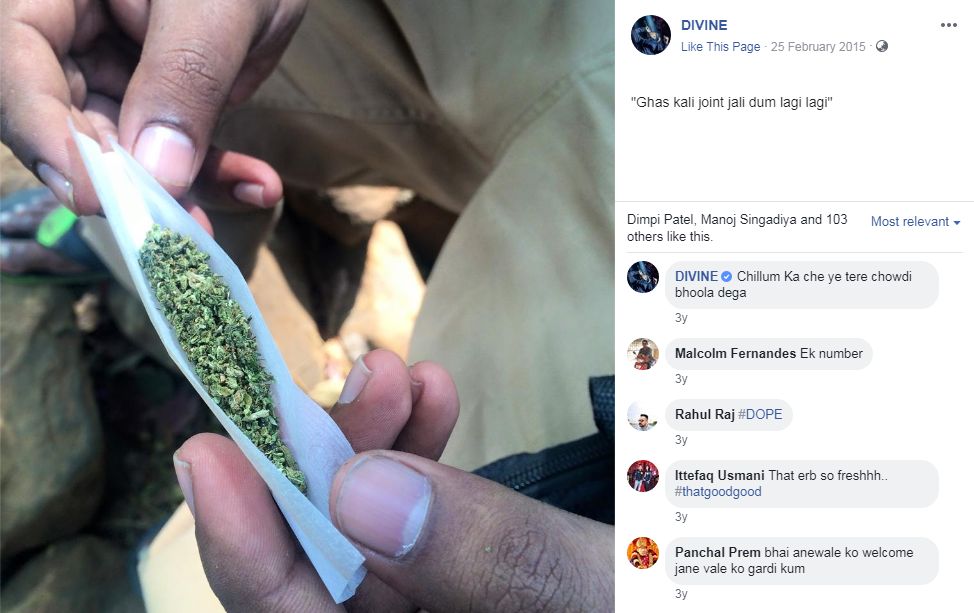 DIVINE
Like This Page · 25 February 2015 ·
"Ghas kali joint jali dum lagi lagi"
Dimpi Patel, Manoj Singadiya and 103
others like this.
Most relevant
DIVINE Chillum Ka che ye tere chowdi
bhoola dega
3y
Malcolm Fernandes Ek number
3y
Rahul Raj #DOPE
3y
Ittefaq Usmani That erb so freshhh..
#thatgoodgood
3y
Panchal Prem bhai anewale ko welcome
jane vale ko gardi kum
3y